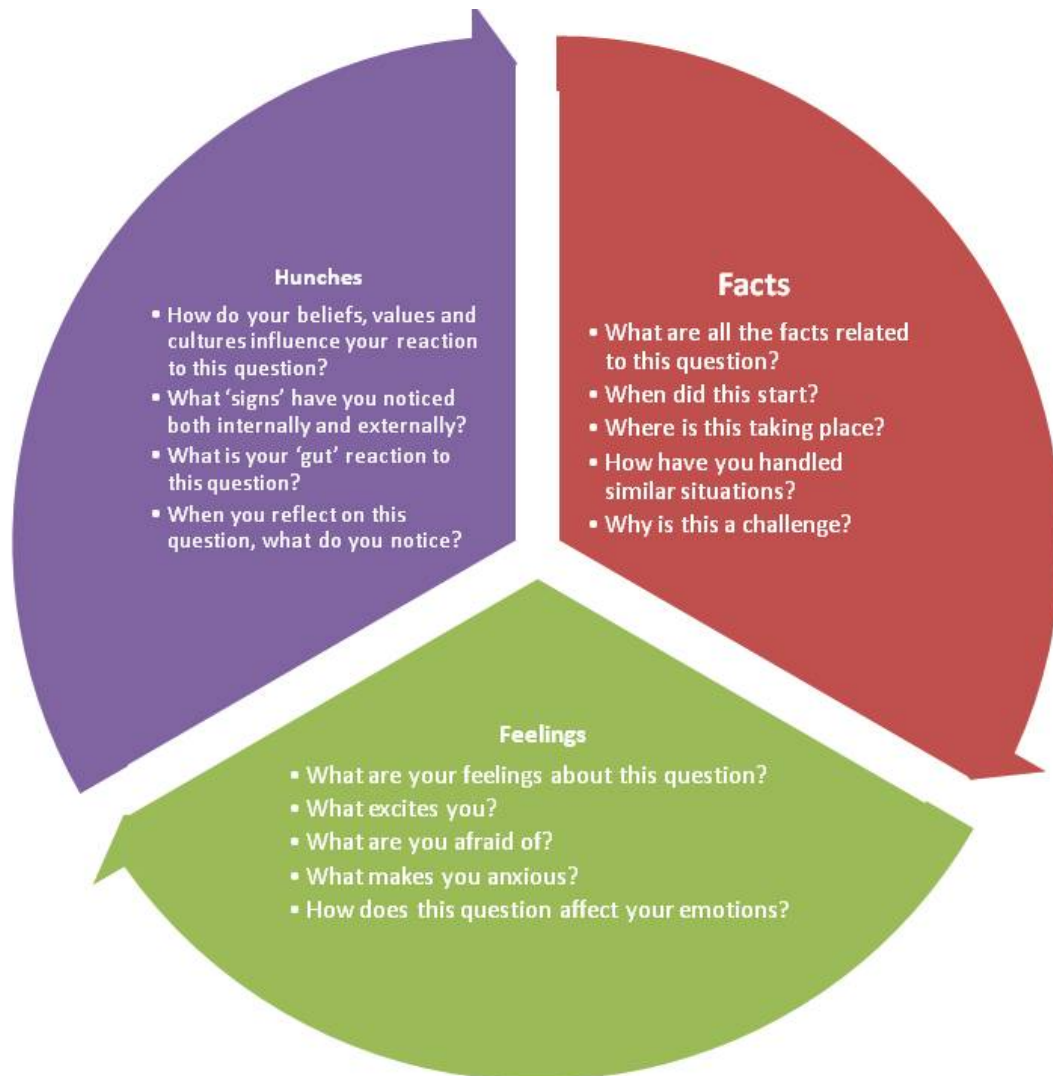 Hunches
▪ How do your beliefs, values and
cultures influence your reaction
to this question?
▪ What ‘signs’ have you noticed
both internally and externally?
▪ What is your ‘gut’ reaction to
this question?
▪ When you reflect on this
question, what do you notice?
Facts
▪ What are all the facts related
to this question?
▪ When did this start?
▪ Where is this taking place?
▪ How have you handled
similar situations?
▪ Why is this a challenge?
Feelings
▪ What are your feelings about this question?
▪ What excites you?
▪ What are you afraid of?
▪ What makes you anxious?
▪ How does this question affect your emotions?